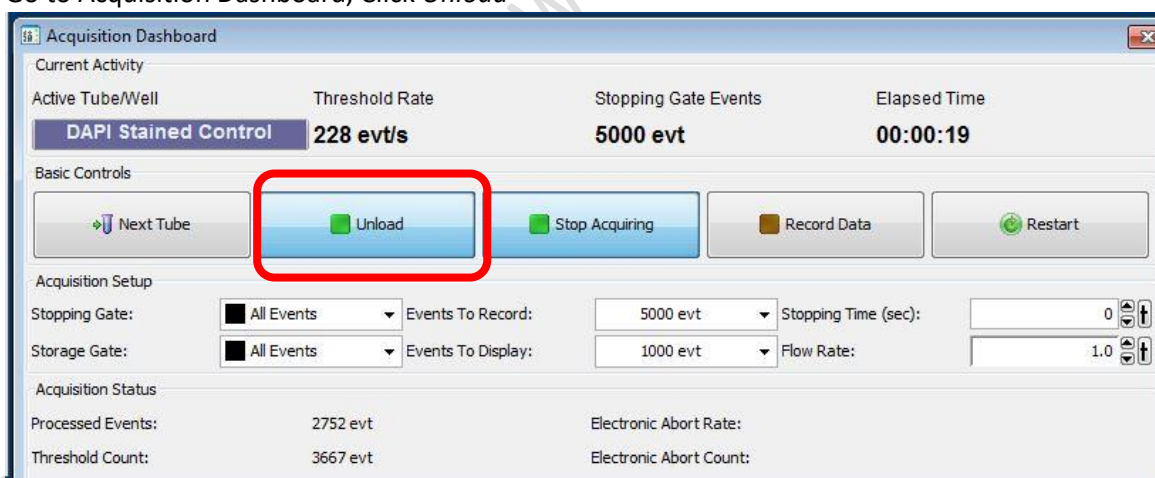 Go to Acquisition Dashboard, Click Unload
Acquisition Dashboard
Current Activity
Active Tube/Well Threshold Rate Stopping Gate Events Elapsed Time
DAPI Stained Control 228 evt/s 5000 evt 00:00:19
Basic Controls
Next Tube Unload Stop Acquiring Record Data Restart
Acquisition Setup
Stopping Gate: All Events Events To Record: 5000 evt Stopping Time (sec): 0
Storage Gate: All Events Events To Display: 1000 evt Flow Rate: 1.0
Acquisition Status
Processed Events: 2752 evt Electronic Abort Rate:
Threshold Count: 3667 evt Electronic Abort Count: